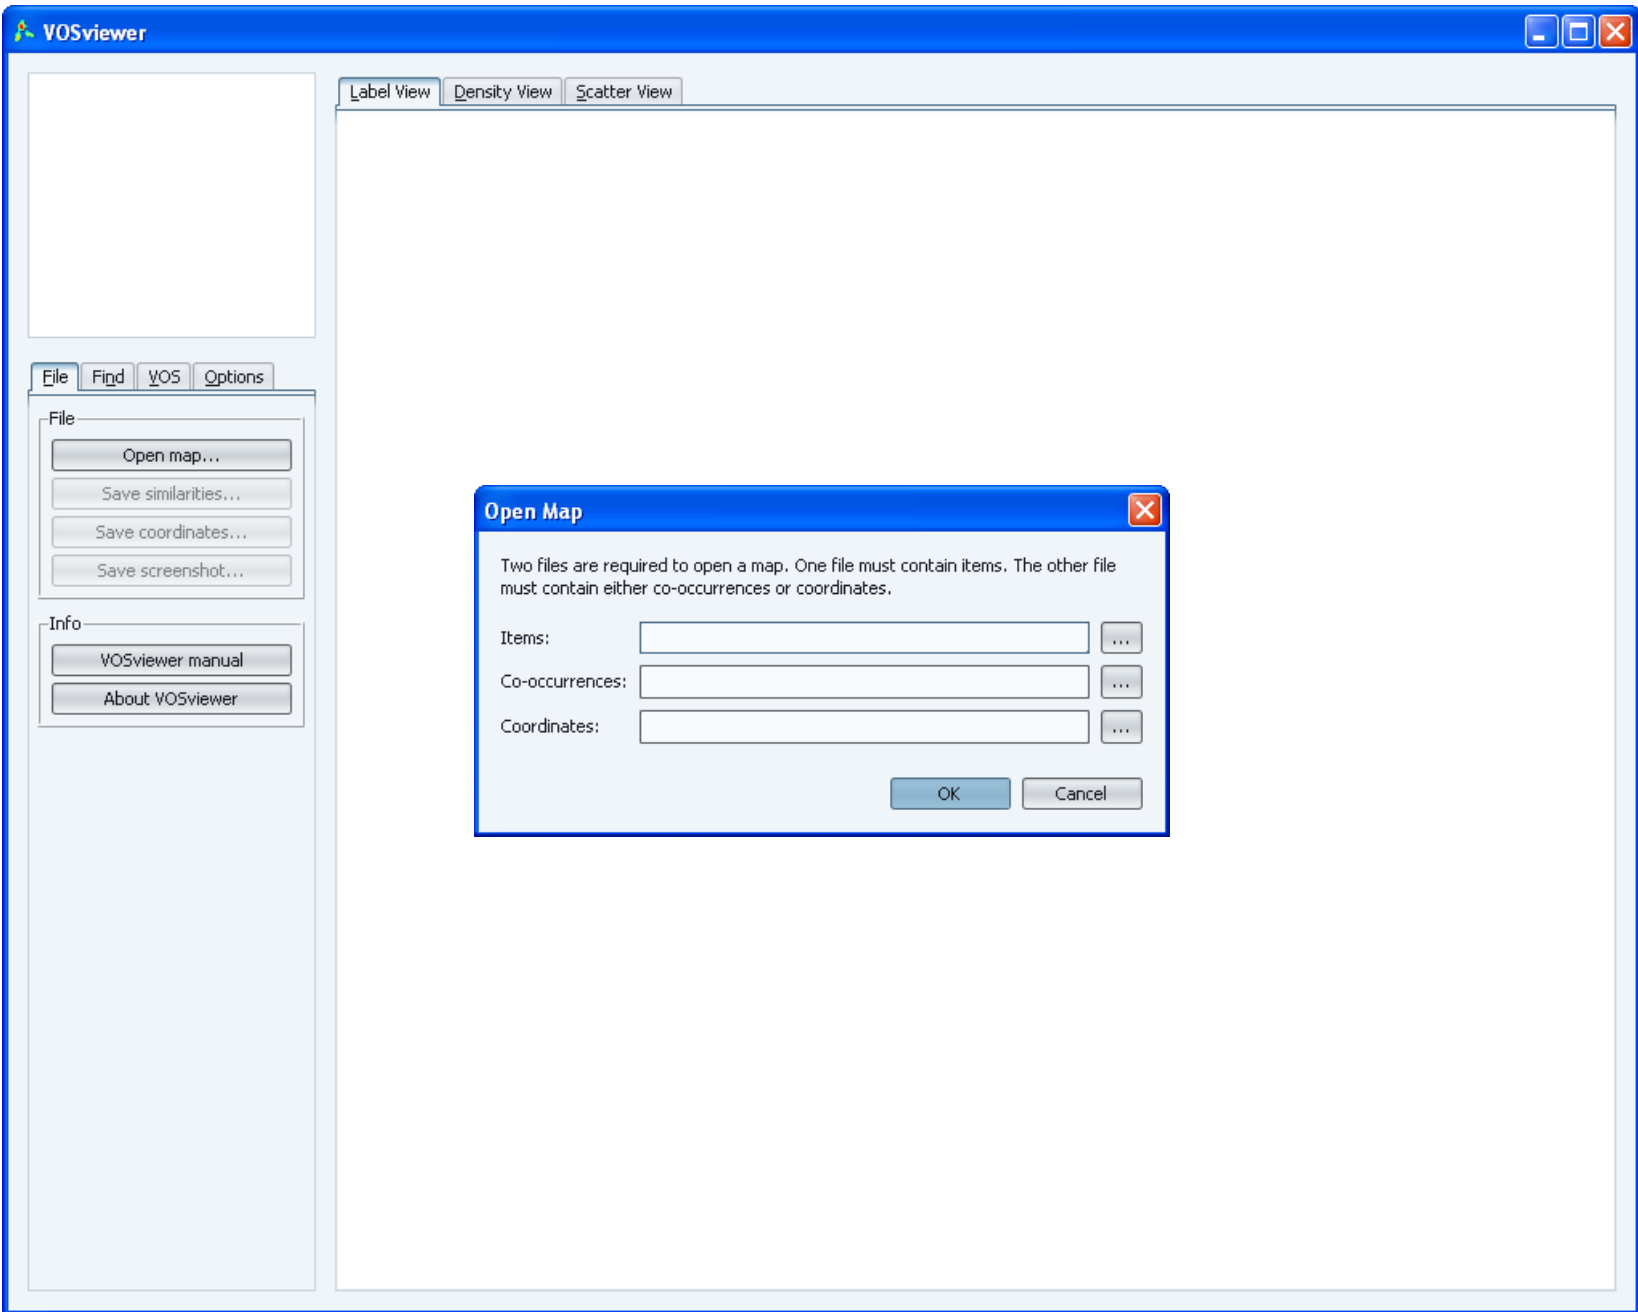 VOSviewer
Label View Density View Scatter View
File Find VOS Options
File
Open map...
Save similarities...
Save coordinates...
Save screenshot...
Info
VOSviewer manual
About VOSviewer
Open Map
Two files are required to open a map. One file must contain items. The other file
must contain either co-occurrences or coordinates.
Items: ...
Co-occurrences: ...
Coordinates: ...
OK Cancel